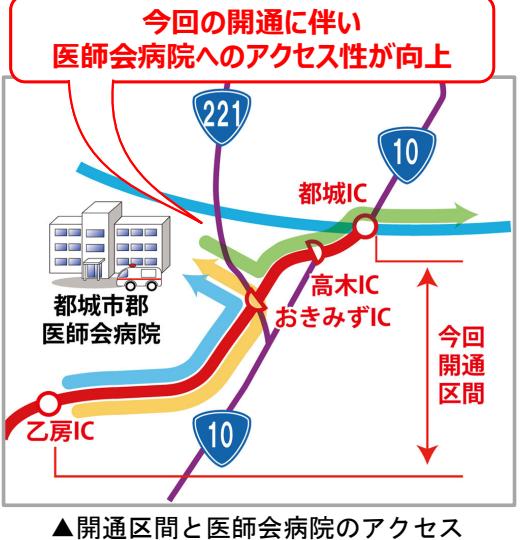 今回の開通に伴い
医師会病院へのアクセス性が向上
221
10
都城IC
高木IC
おきみずIC
都城市郡
医師会病院
今回
開通
区間
乙房IC
10
▲開通区間と医師会病院のアクセス